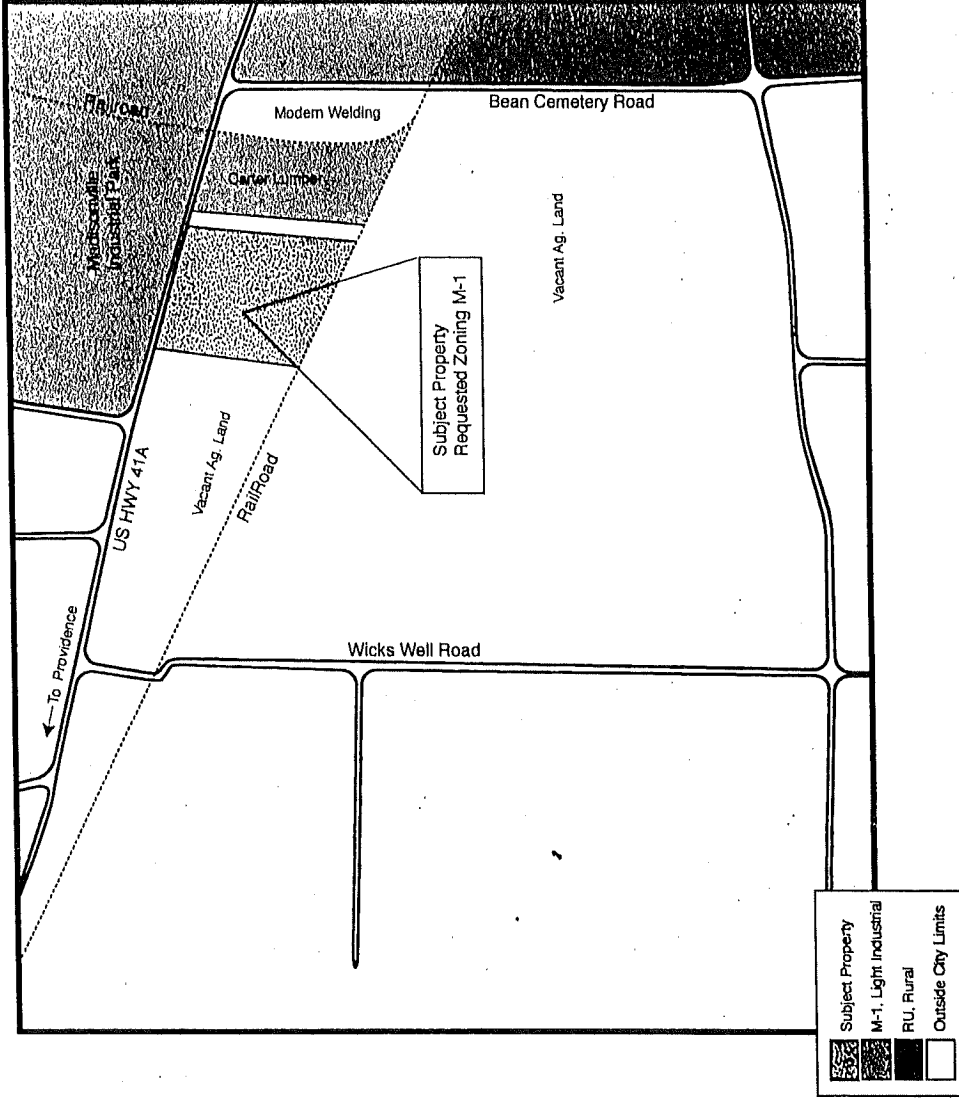 Railroad
Madisonville
Industrial Park
Modern Welding
Bean Cemetery Road
Carter Lumber
US HWY 41A
Vacant Ag. Land
RailRoad
Vacant Ag. Land
Subject Property
Requested Zoning M-1
To Providence
Wicks Well Road
Subject Property
M-1, Light Industrial
RU, Rural
Outside City Limits